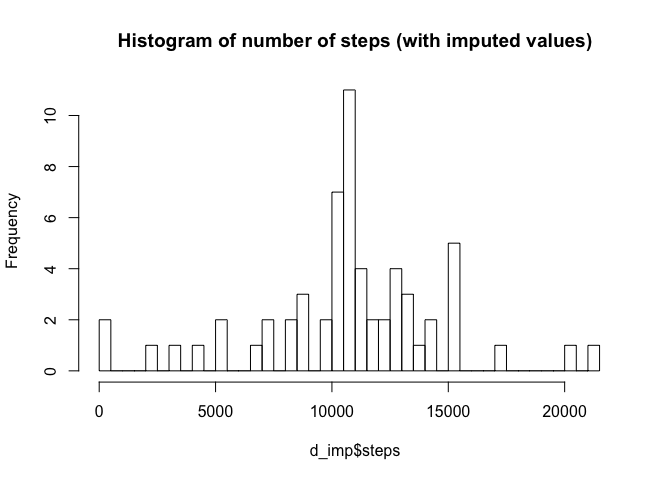 Histogram of number of steps (with imputed values)
Frequency
0
2
4
6
8
10
0 5000 10000 15000 20000
d_imp$steps